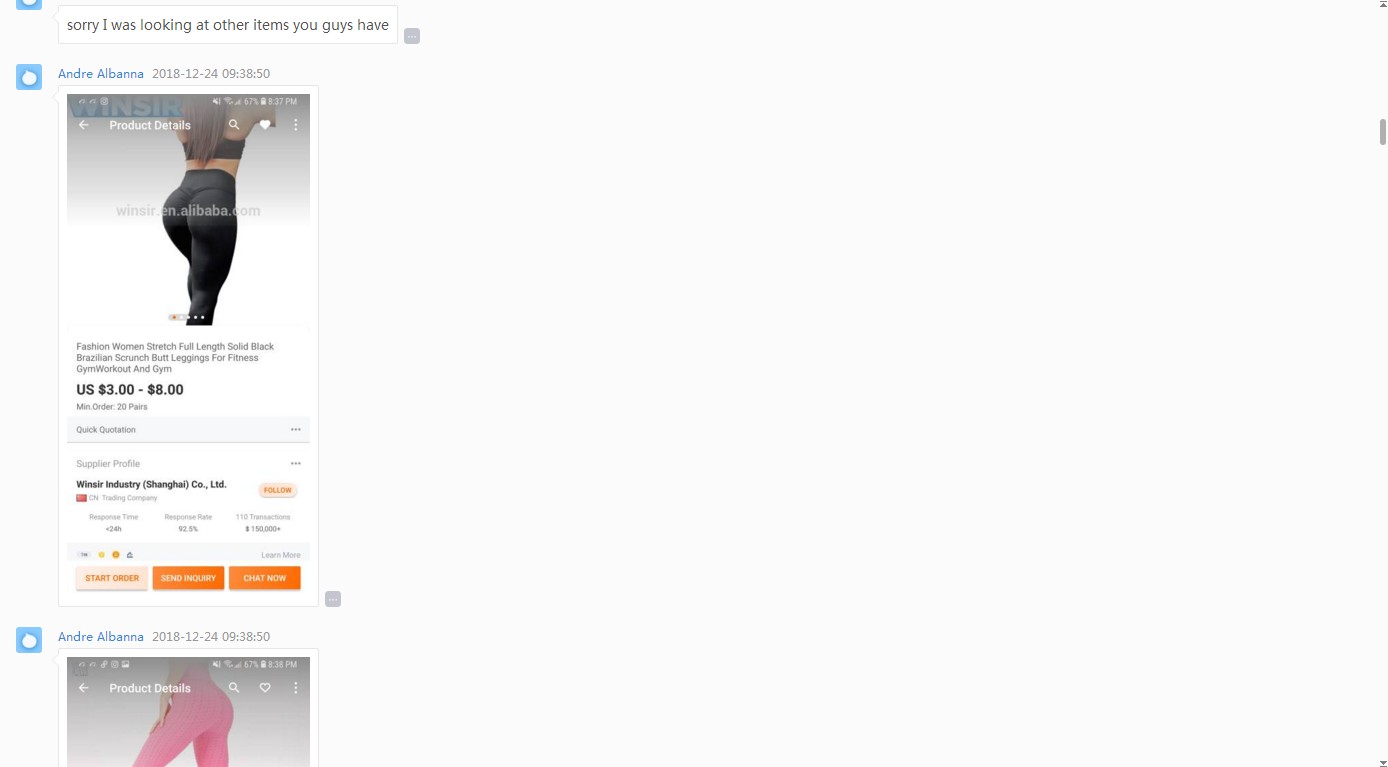 sorry I was looking at other items you guys have
...
Andre Albanna 2018-12-24 09:38:50
WINSIR
67% 8:37 PM
Product Details
winsir.en.alibaba.com
Fashion Women Stretch Full Length Solid Black
Brazilian Scrunch Butt Leggings For Fitness
GymWorkout And Gym
US $3.00 - $8.00
Min.Order: 20 Pairs
Quick Quotation
Supplier Profile
Winsir Industry (Shanghai) Co., Ltd.
FOLLOW
CN Trading Company
Response Time Response Rate 110 Transactions
<24h 92.5% $ 150,000+
Learn More
START ORDER SEND INQUIRY CHAT NOW
...
Andre Albanna 2018-12-24 09:38:50
67% 8:38 PM
Product Details